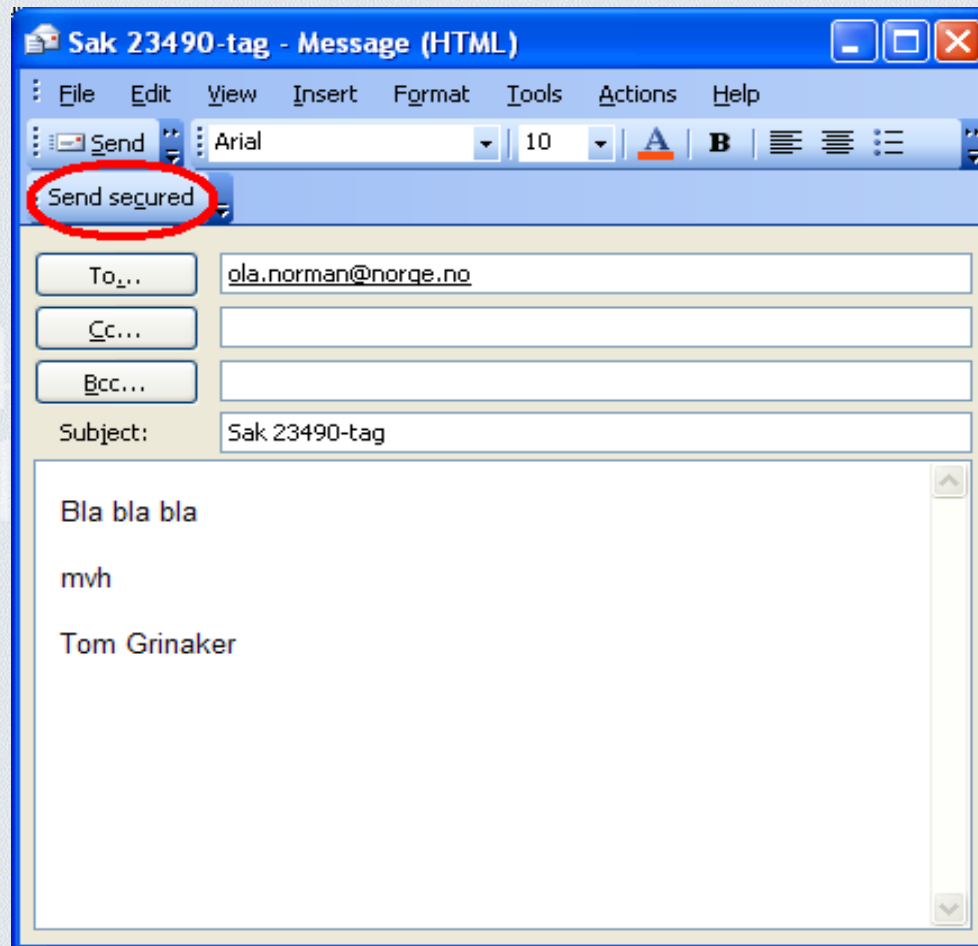 Sak 23490-tag - Message (HTML)
File Edit View Insert Format Tools Actions Help
Send Arial 10 A B
Send secured
To... ola.norman@norge.no
Cc...
Bcc...
Subject: Sak 23490-tag
Bla bla bla
mvh
Tom Grinaker